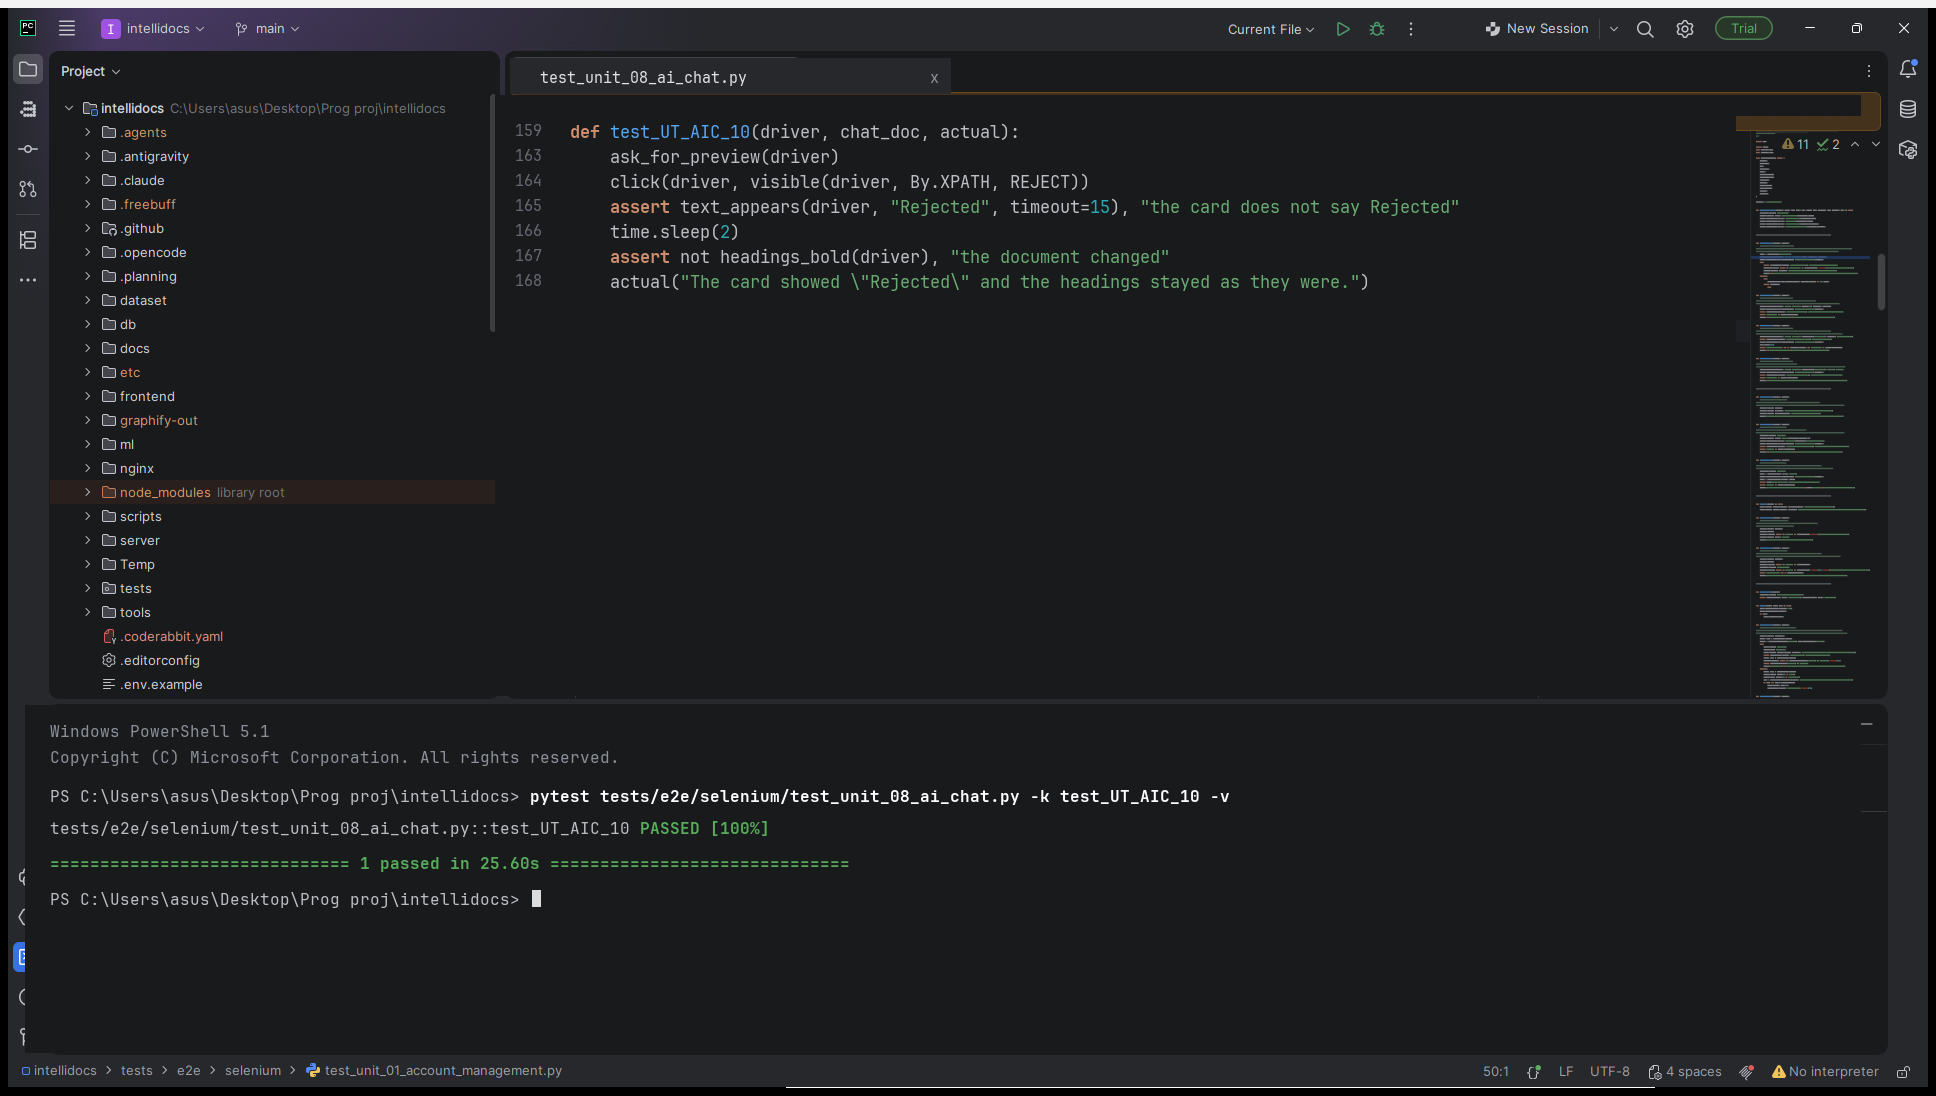 PC
I intellidocs
main
Current File
New Session
Trial
Project
intellidocs C:\Users\asus\Desktop\Prog proj\intellidocs
.agents
.antigravity
.claude
.freebuff
.github
.opencode
.planning
dataset
db
docs
etc
frontend
graphify-out
ml
nginx
node_modules library root
scripts
server
Temp
tests
tools
.coderabbit.yaml
.editorconfig
.env.example
test_unit_08_ai_chat.py x
11 2
159 def test_UT_AIC_10(driver, chat_doc, actual):
163 ask_for_preview(driver)
164 click(driver, visible(driver, By.XPATH, REJECT))
165 assert text_appears(driver, "Rejected", timeout=15), "the card does not say Rejected"
166 time.sleep(2)
167 assert not headings_bold(driver), "the document changed"
168 actual("The card showed \"Rejected\" and the headings stayed as they were.")
Windows PowerShell 5.1
Copyright (C) Microsoft Corporation. All rights reserved.
PS C:\Users\asus\Desktop\Prog proj\intellidocs> pytest tests/e2e/selenium/test_unit_08_ai_chat.py -k test_UT_AIC_10 -v
tests/e2e/selenium/test_unit_08_ai_chat.py::test_UT_AIC_10 PASSED [100%]
============================== 1 passed in 25.60s ==============================
PS C:\Users\asus\Desktop\Prog proj\intellidocs>
intellidocs > tests > e2e > selenium > test_unit_01_account_management.py
50:1 LF UTF-8 4 spaces No interpreter